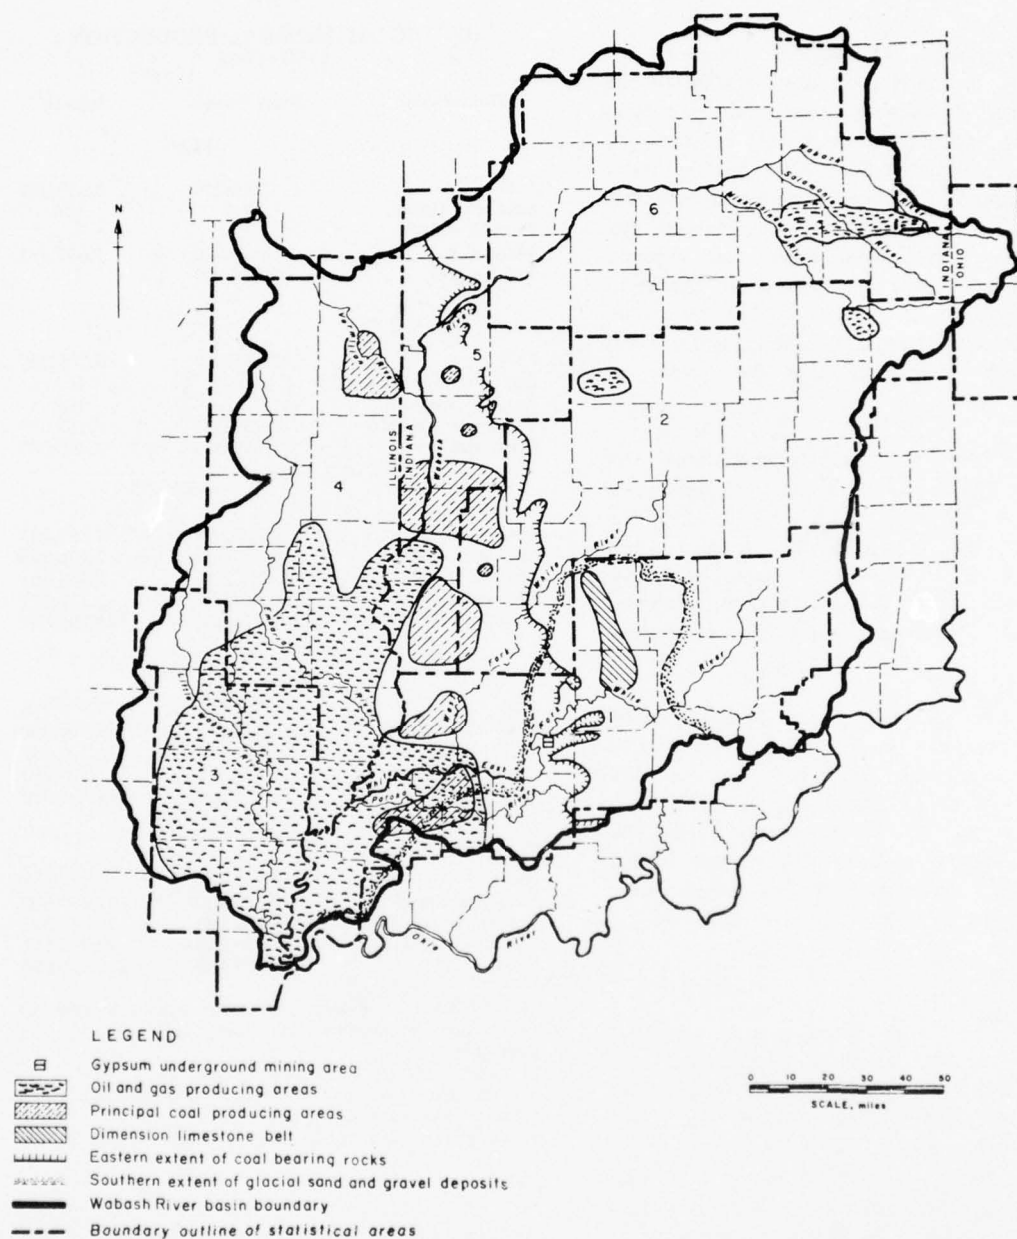 N
Wabash
Salamonie
River
Mississinewa
River
River
6
INDIANA
OHIO
River
5
2
ILLINOIS
INDIANA
Wabash
4
River
White
Fork
River
3
East
White
River
Ohio
River
LEGEND
Gypsum underground mining area
Oil and gas producing areas
Principal coal producing areas
Dimension limestone belt
Eastern extent of coal bearing rocks
Southern extent of glacial sand and gravel deposits
Wabash River basin boundary
Boundary outline of statistical areas
0 10 20 30 40 50
SCALE, miles